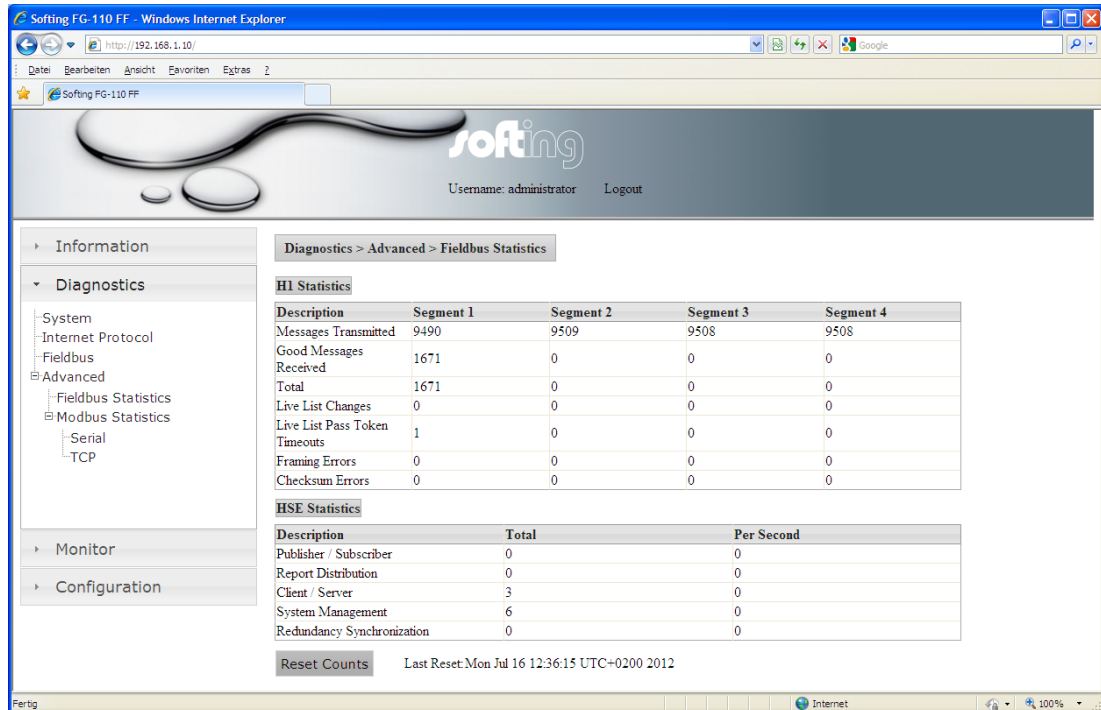 Softing FG-110 FF - Windows Internet Explorer
http://192.168.1.10/
Google
Datei Bearbeiten Ansicht Favoriten Extras ?
Softing FG-110 FF
softing
Username: administrator Logout
Information
Diagnostics
System
Internet Protocol
Fieldbus
Advanced
Fieldbus Statistics
Modbus Statistics
Serial
TCP
Monitor
Configuration
Diagnostics > Advanced > Fieldbus Statistics
H1 Statistics
Description Segment 1 Segment 2 Segment 3 Segment 4
Messages Transmitted 9490 9509 9508 9508
Good Messages
Received 1671 0 0 0
Total 1671 0 0 0
Live List Changes 0 0 0 0
Live List Pass Token
Timeouts 1 0 0 0
Framing Errors 0 0 0 0
Checksum Errors 0 0 0 0
HSE Statistics
Description Total Per Second
Publisher / Subscriber 0 0
Report Distribution 0 0
Client / Server 3 0
System Management 6 0
Redundancy Synchronization 0 0
Reset Counts Last Reset:Mon Jul 16 12:36:15 UTC+0200 2012
Fertig Internet 100%